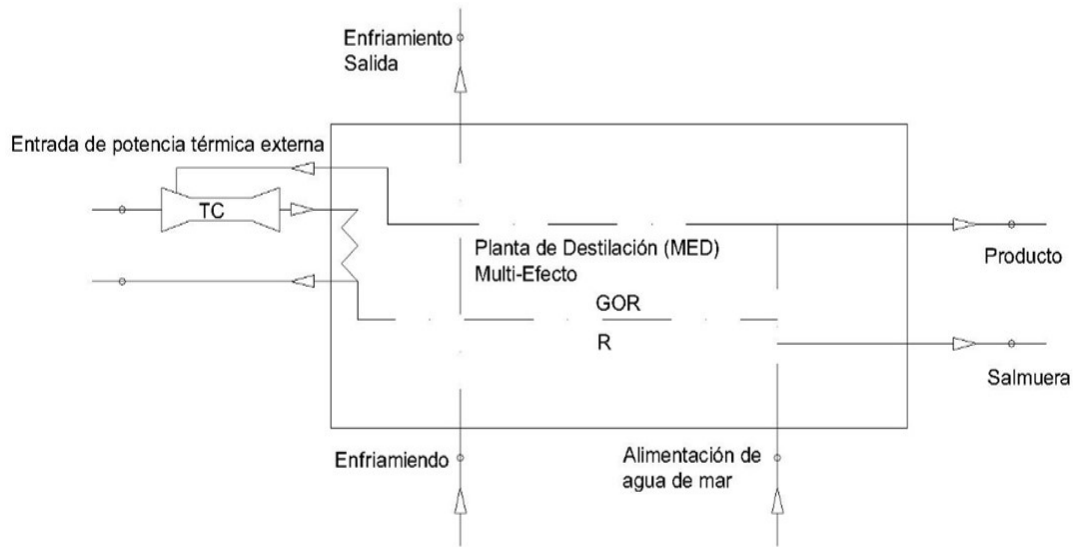 Enfriamiento
Salida
Entrada de potencia térmica externa
TC
Planta de Destilación (MED)
Multi-Efecto
Producto
GOR
R
Salmuera
Enfriamiendo
Alimentación de
agua de mar